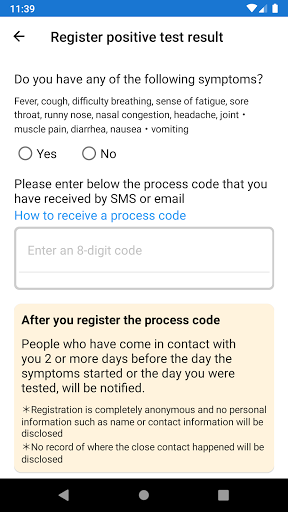 11:39
Register positive test result
Do you have any of the following symptoms?
Fever, cough, difficulty breathing, sense of fatigue, sore
throat, runny nose, nasal congestion, headache, joint・
muscle pain, diarrhea, nausea・vomiting
Yes No
Please enter below the process code that you
have received by SMS or email
How to receive a process code
Enter an 8-digit code
After you register the process code
People who have come in contact with
you 2 or more days before the day the
symptoms started or the day you were
tested, will be notified.
＊Registration is completely anonymous and no personal
information such as name or contact information will be
disclosed
＊No record of where the close contact happened will be
disclosed